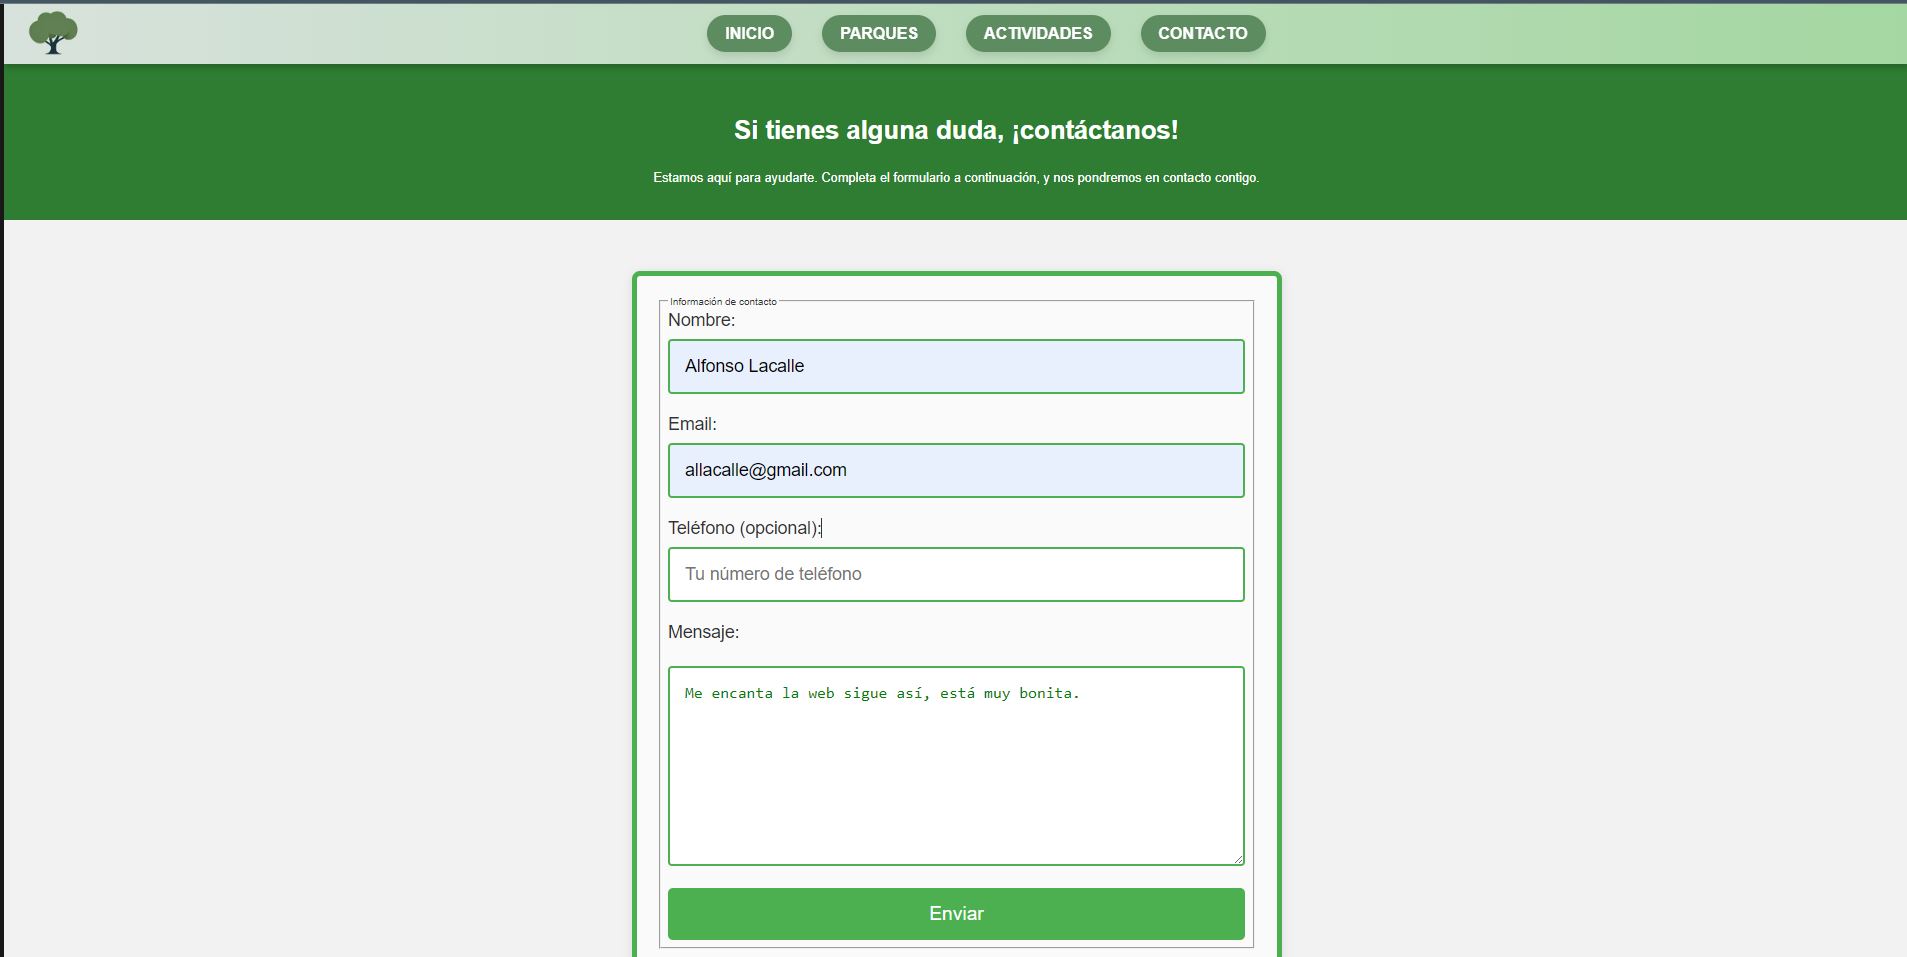 INICIO PARQUES ACTIVIDADES CONTACTO
Si tienes alguna duda, ¡contáctanos!
Estamos aquí para ayudarte. Completa el formulario a continuación, y nos pondremos en contacto contigo.
Información de contacto
Nombre:
Alfonso Lacalle
Email:
allacalle@gmail.com
Teléfono (opcional):
Tu número de teléfono
Mensaje:
Me encanta la web sigue así, está muy bonita.
Enviar